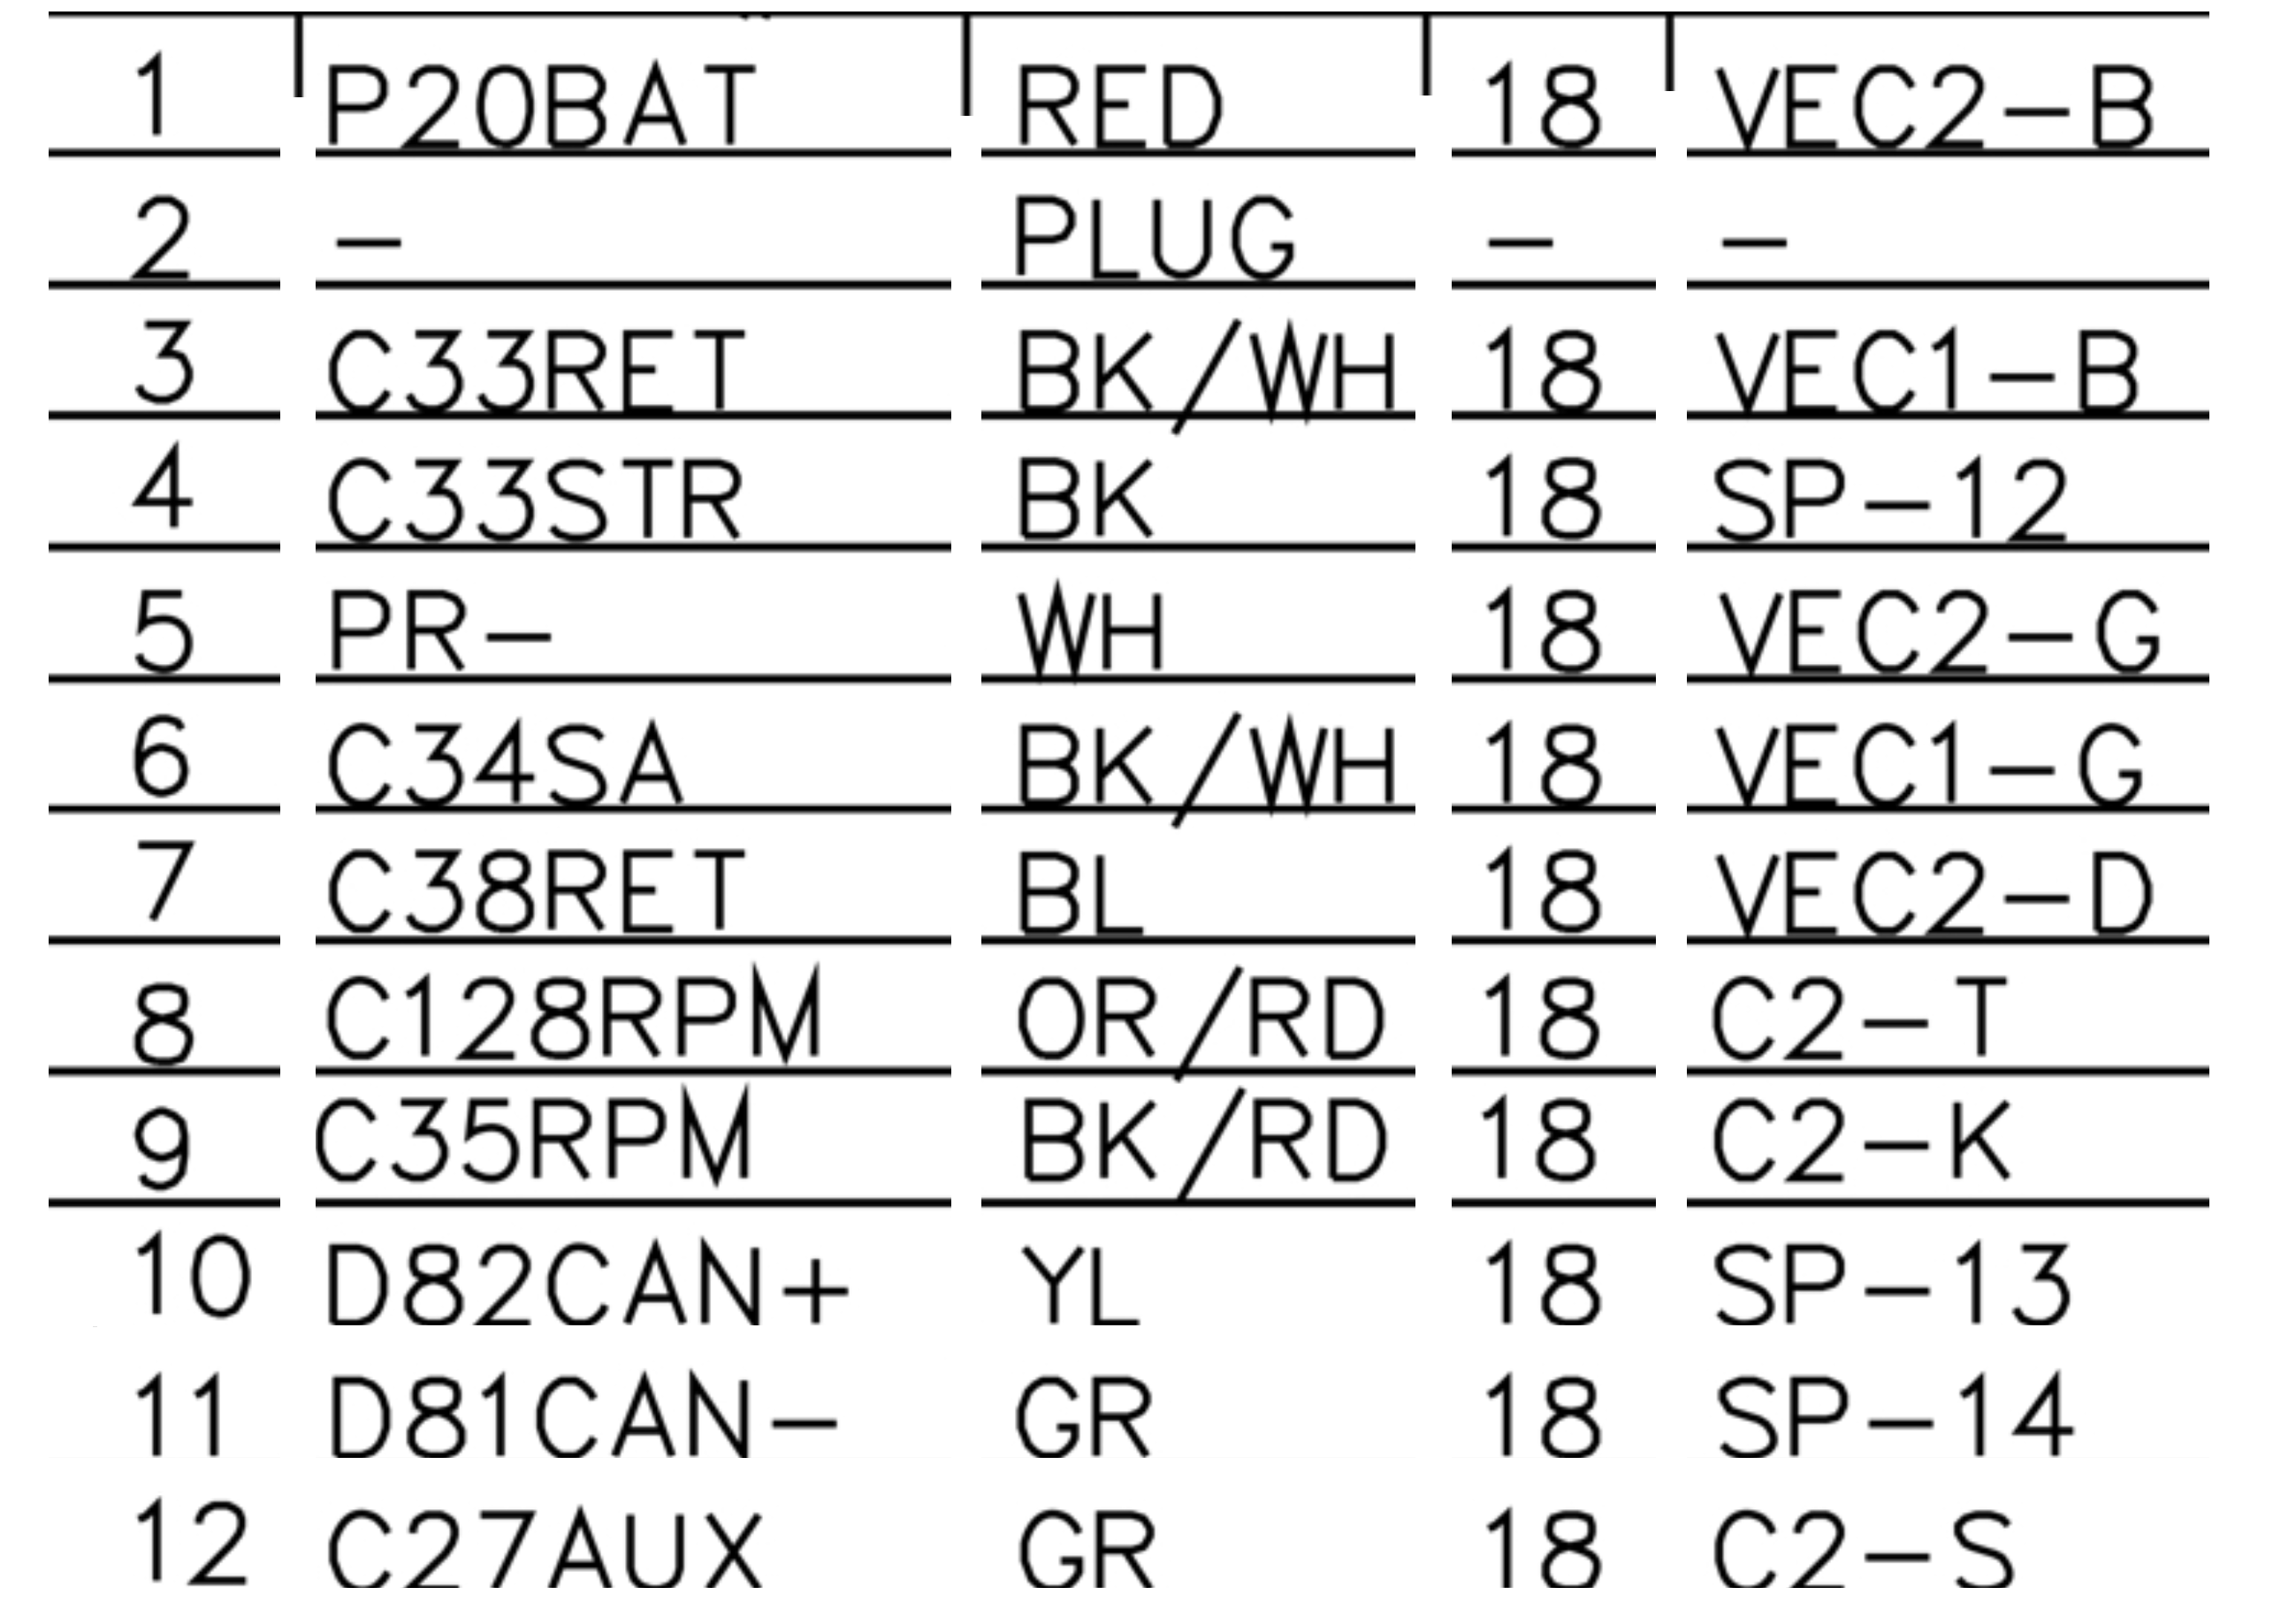 1 P20BAT RED 18 VEC2-B
2 - PLUG - -
3 C33RET BK/WH 18 VEC1-B
4 C33STR BK 18 SP-12
5 PR- WH 18 VEC2-G
6 C34SA BK/WH 18 VEC1-G
7 C38RET BL 18 VEC2-D
8 C128RPM OR/RD 18 C2-T
9 C35RPM BK/RD 18 C2-K
10 D82CAN+ YL 18 SP-13
11 D81CAN- GR 18 SP-14
12 C27AUX GR 18 C2-S